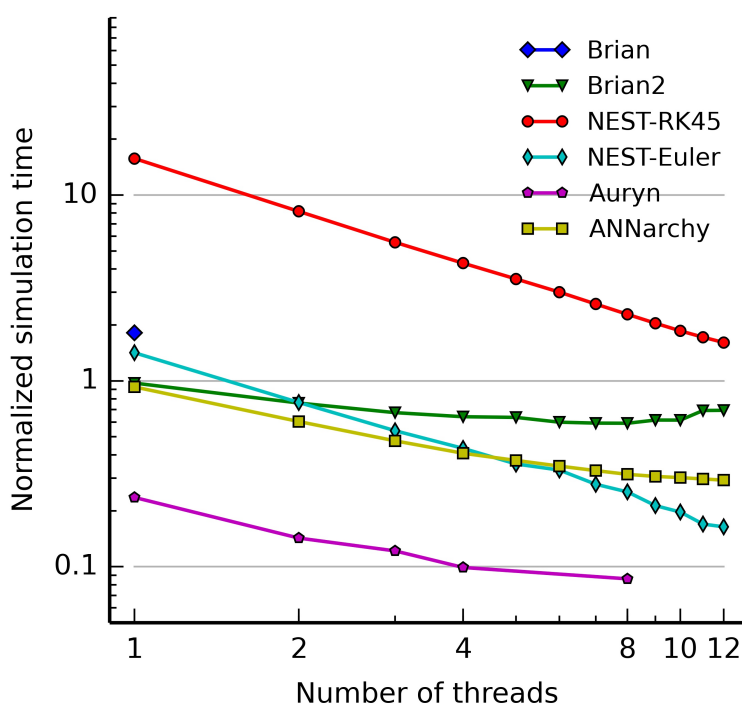 Brian
Brian2
NEST-RK45
NEST-Euler
Auryn
ANNarchy
Normalized simulation time
10
1
0.1
1 2 4 8 10 12
Number of threads